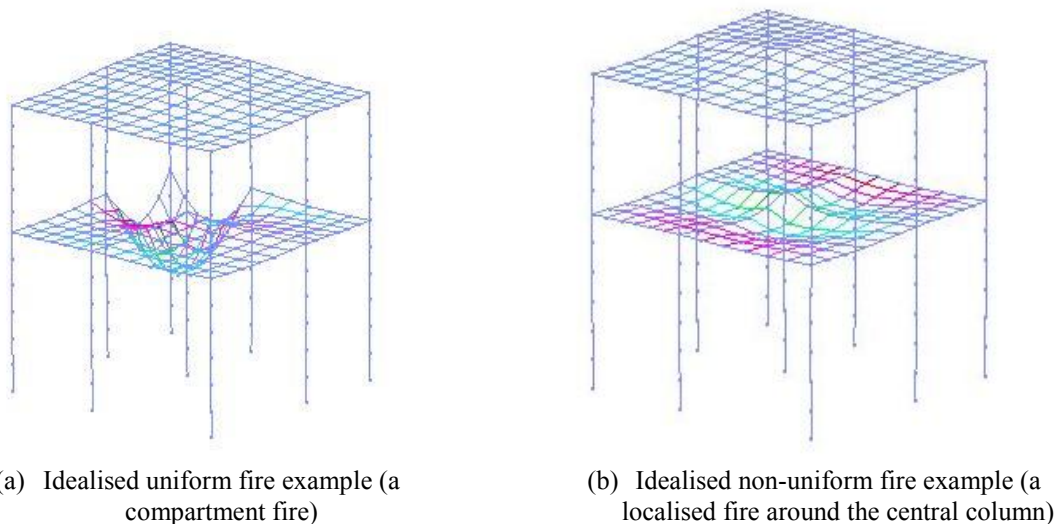 (a) Idealised uniform fire example (a
compartment fire)
(b) Idealised non-uniform fire example (a
localised fire around the central column)